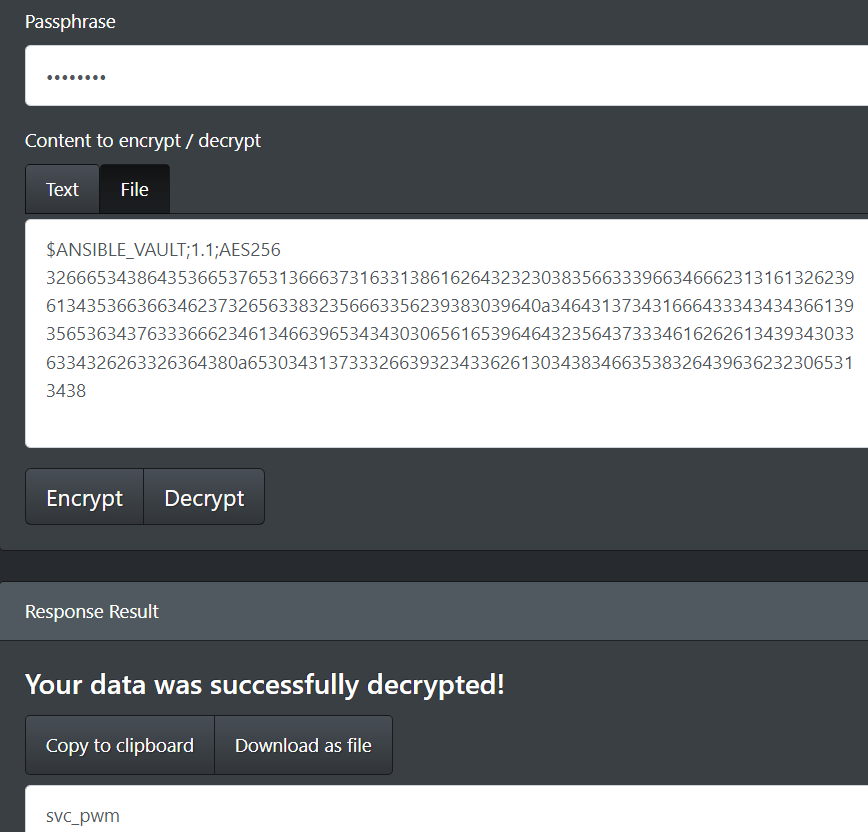 Passphrase
••••••••
Content to encrypt / decrypt
Text File
$ANSIBLE_VAULT;1.1;AES256
32666534386435366537653136663731633138616264323230383566333966346662313161326239
6134353663663462373265633832356663356239383039640a346431373431666433343434366139
35653634376333666234613466396534343030656165396464323564373334616262613439343033
6334326263326364380a653034313733326639323433626130343834663538326439636232306531
3438
Encrypt Decrypt
Response Result
Your data was successfully decrypted!
Copy to clipboard Download as file
svc_pwm